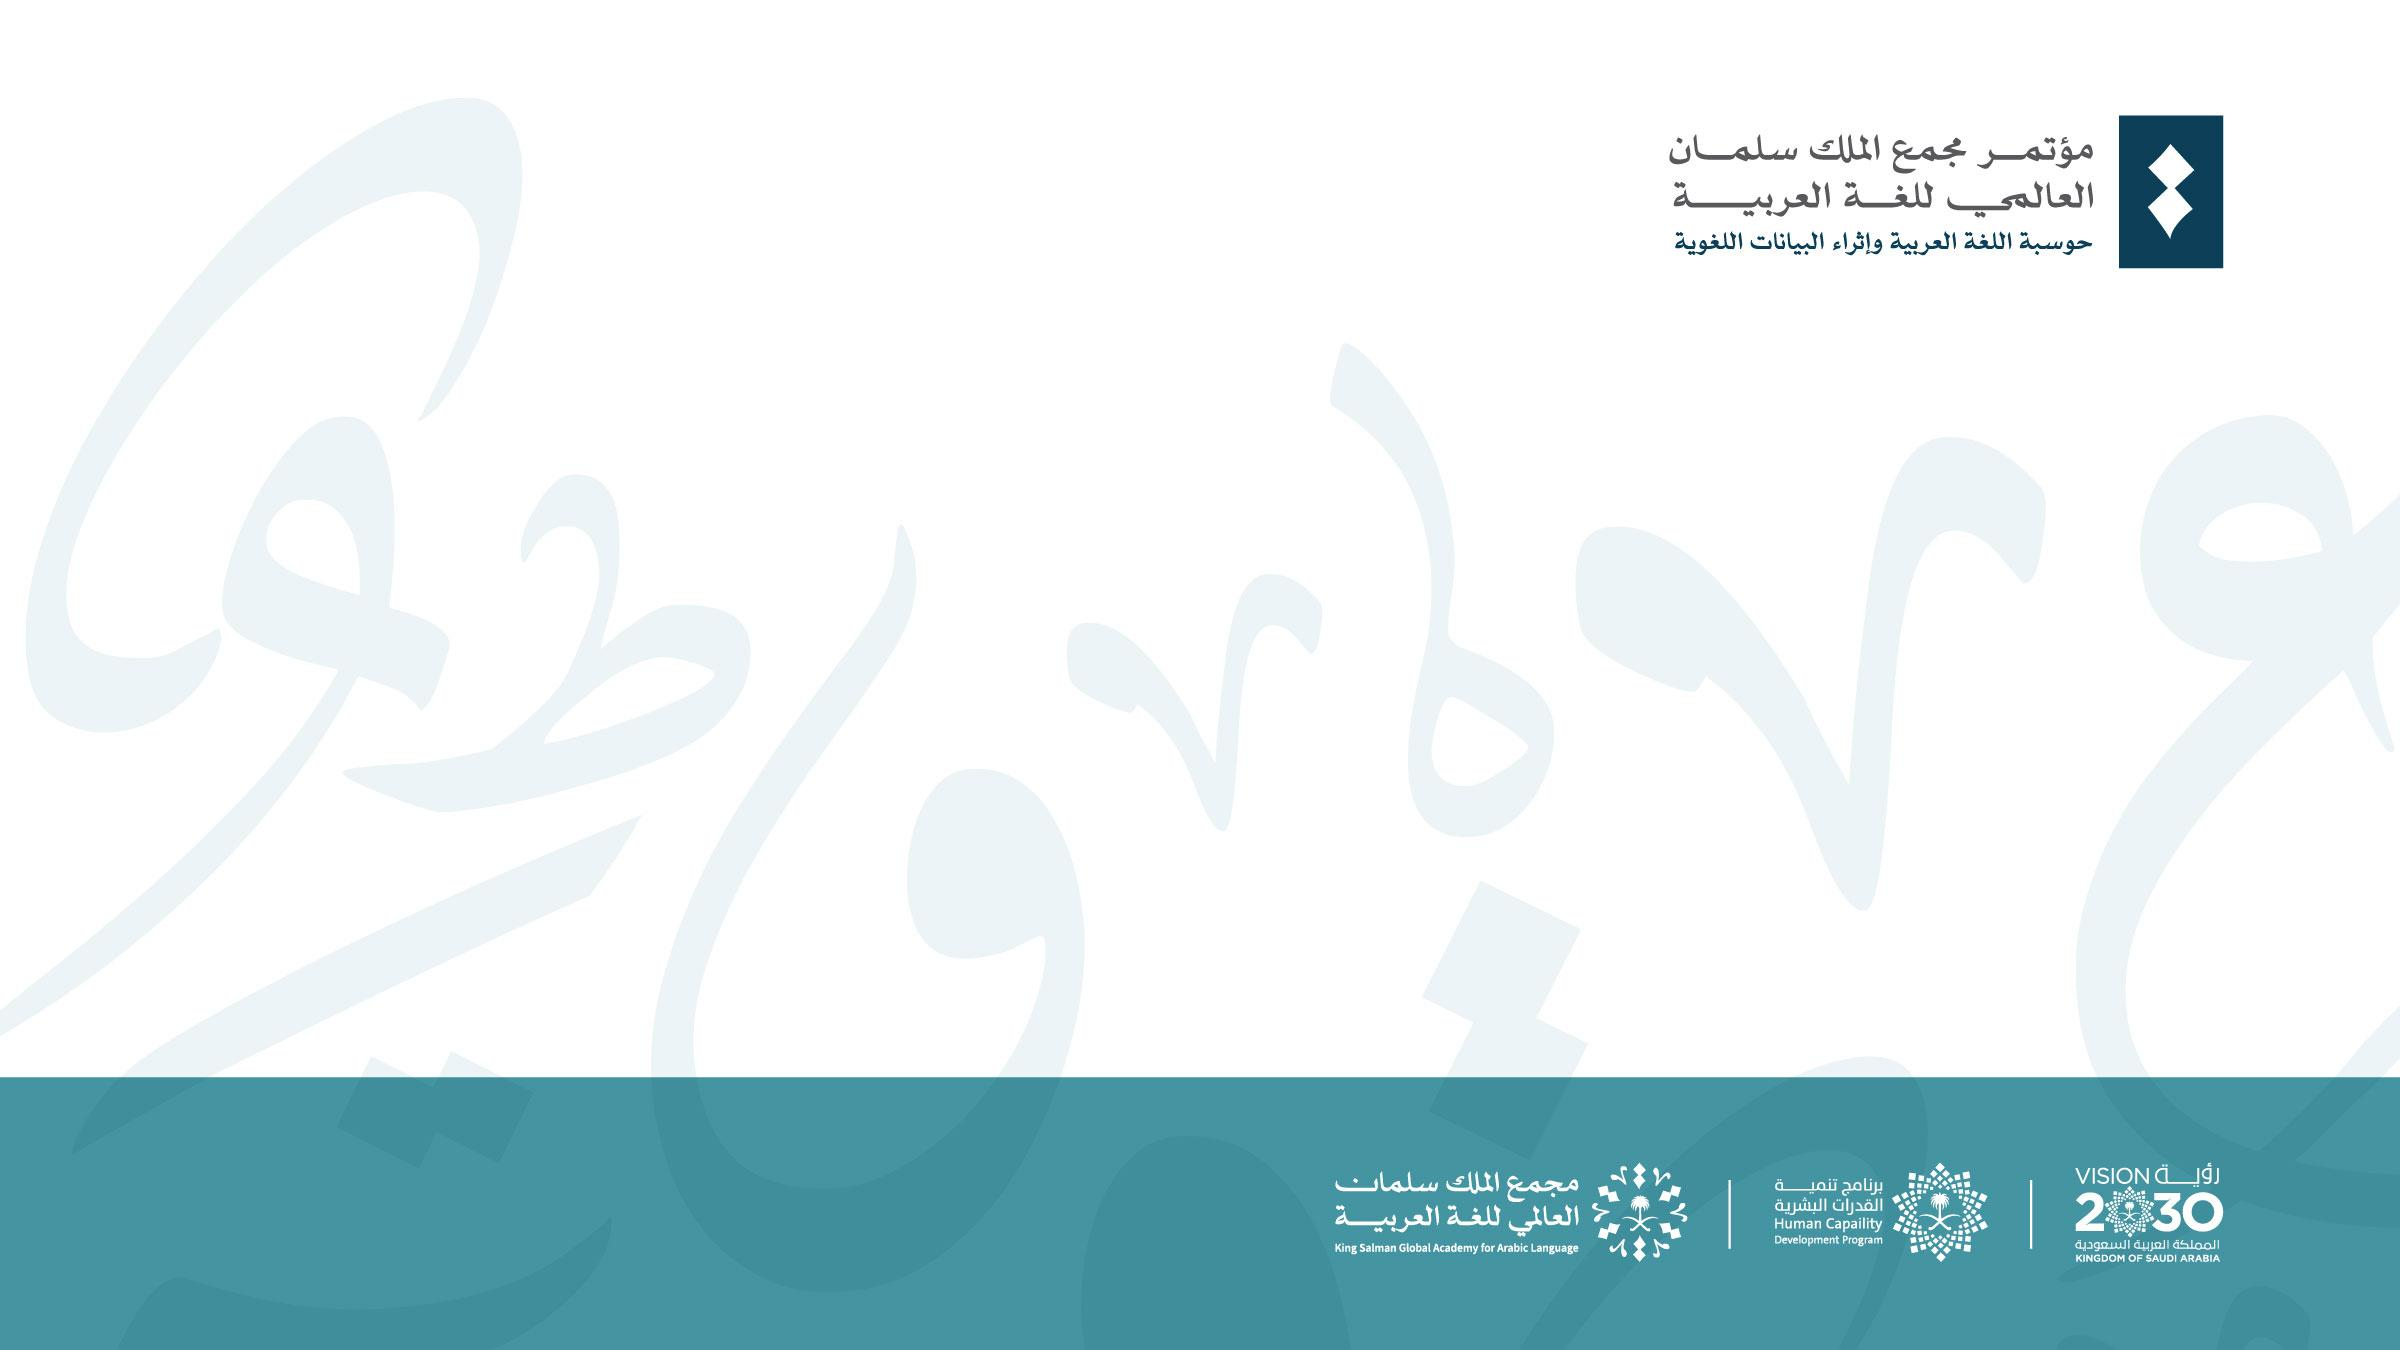 مؤتمر مجمع الملك سلمان
العالمي للغة العربية
حوسبة اللغة العربية وإثراء البيانات اللغوية
رؤية VISION
2030
المملكة العربية السعودية
KINGDOM OF SAUDI ARABIA
برنامج تنمية
القدرات البشرية
Human Capaility
Development Program
مجمع الملك سلمان
العالمي للغة العربية
King Salman Global Academy for Arabic Language